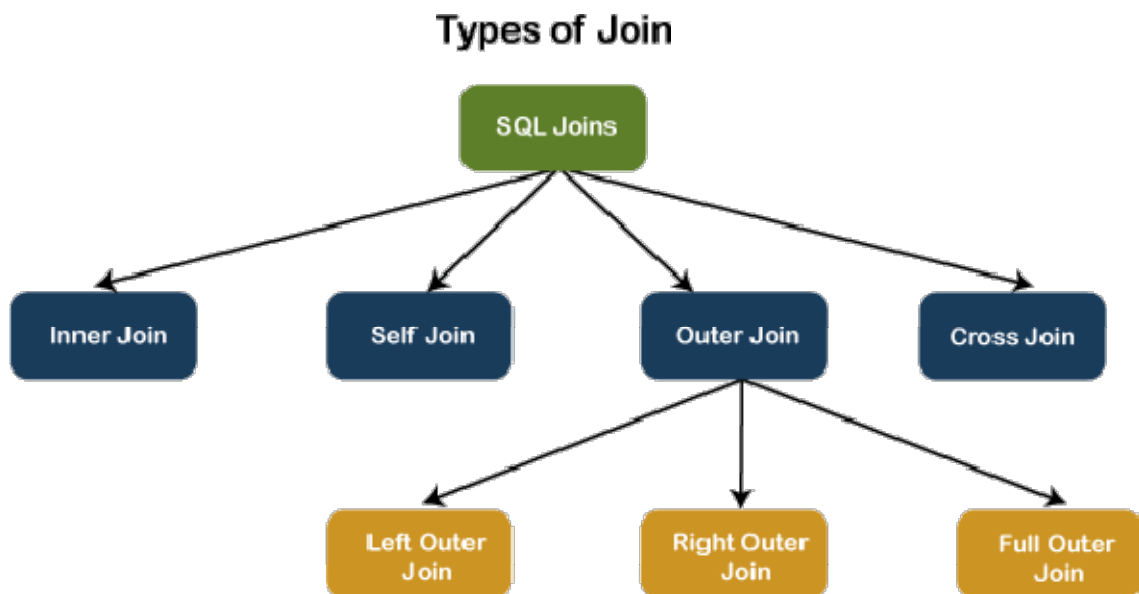 Types of Join
SQL Joins
Inner Join
Self Join
Outer Join
Cross Join
Left Outer
Join
Right Outer
Join
Full Outer
Join